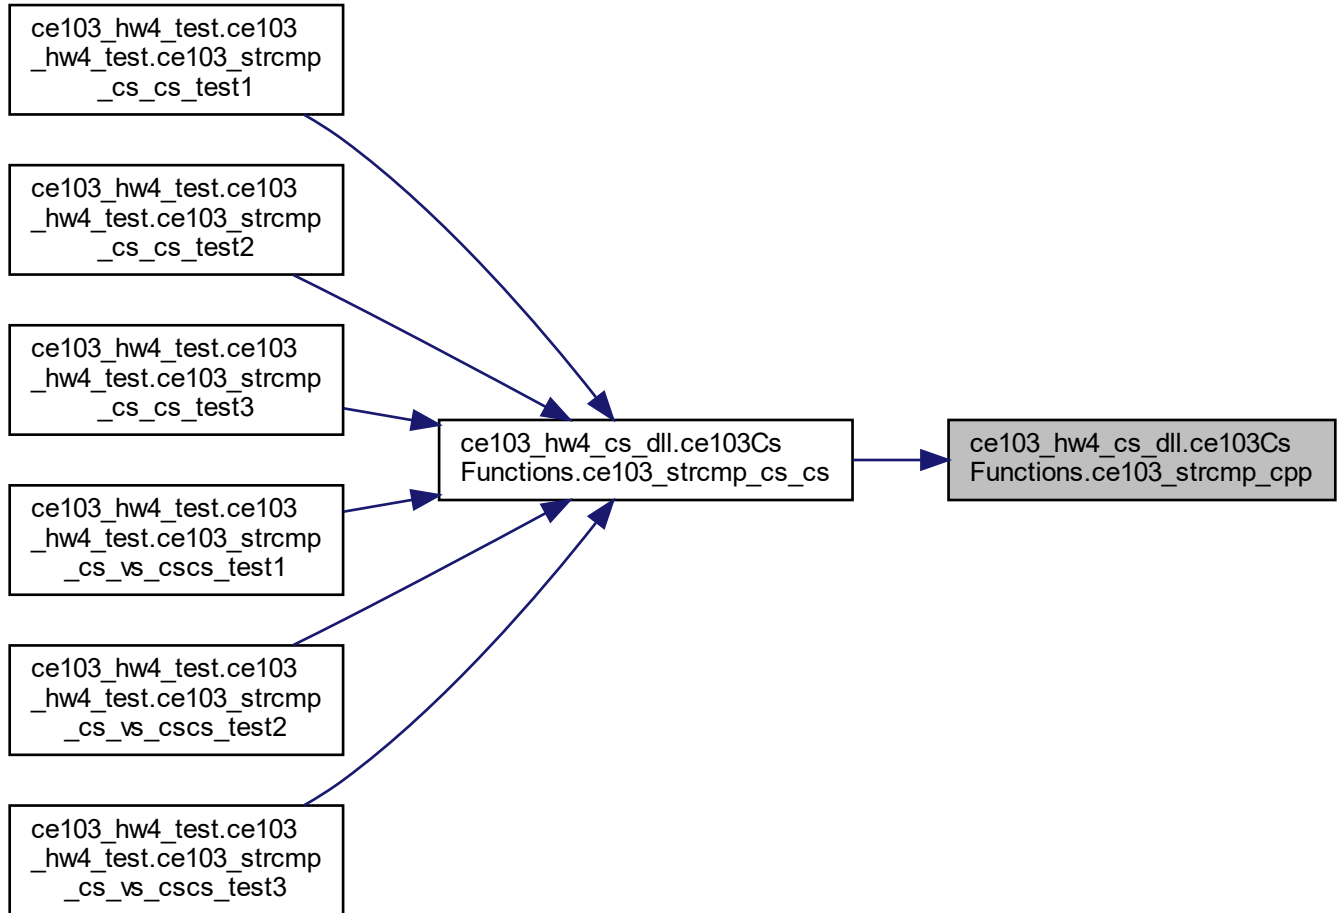 ce103_hw4_test.ce103
_hw4_test.ce103_strcmp
_cs_cs_test1
ce103_hw4_test.ce103
_hw4_test.ce103_strcmp
_cs_cs_test2
ce103_hw4_test.ce103
_hw4_test.ce103_strcmp
_cs_cs_test3
ce103_hw4_test.ce103
_hw4_test.ce103_strcmp
_cs_vs_cscs_test1
ce103_hw4_test.ce103
_hw4_test.ce103_strcmp
_cs_vs_cscs_test2
ce103_hw4_test.ce103
_hw4_test.ce103_strcmp
_cs_vs_cscs_test3
ce103_hw4_cs_dll.ce103Cs
Functions.ce103_strcmp_cs_cs
ce103_hw4_cs_dll.ce103Cs
Functions.ce103_strcmp_cpp